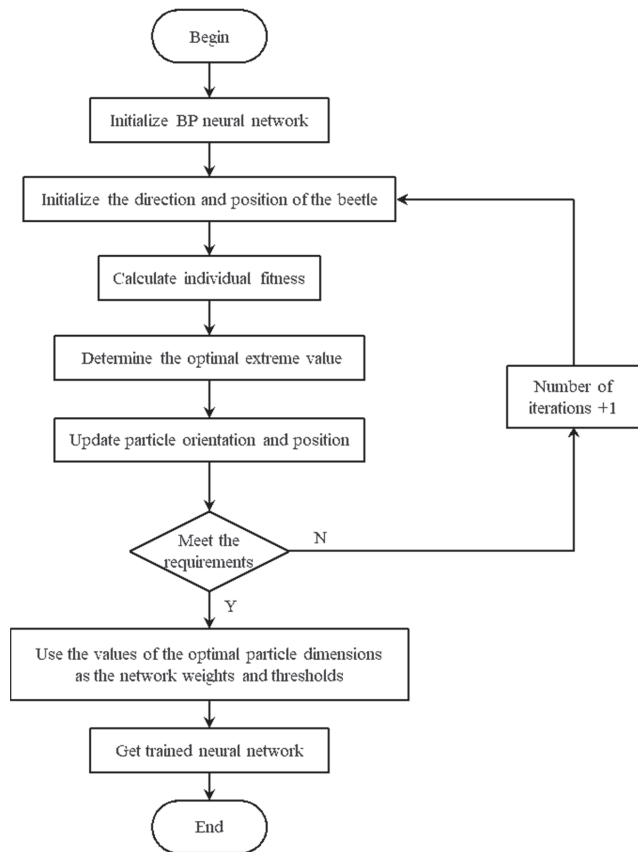 Begin
Initialize BP neural network
Initialize the direction and position of the beetle
Calculate individual fitness
Determine the optimal extreme value
Number of
iterations +1
Update particle orientation and position
Meet the
requirements
N
Y
Use the values of the optimal particle dimensions
as the network weights and thresholds
Get trained neural network
End